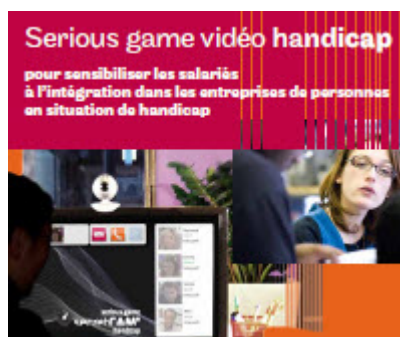 Serious game vidéo handicap
pour sensibiliser les salariés
à l'intégration dans les entreprises de personnes
en situation de handicap